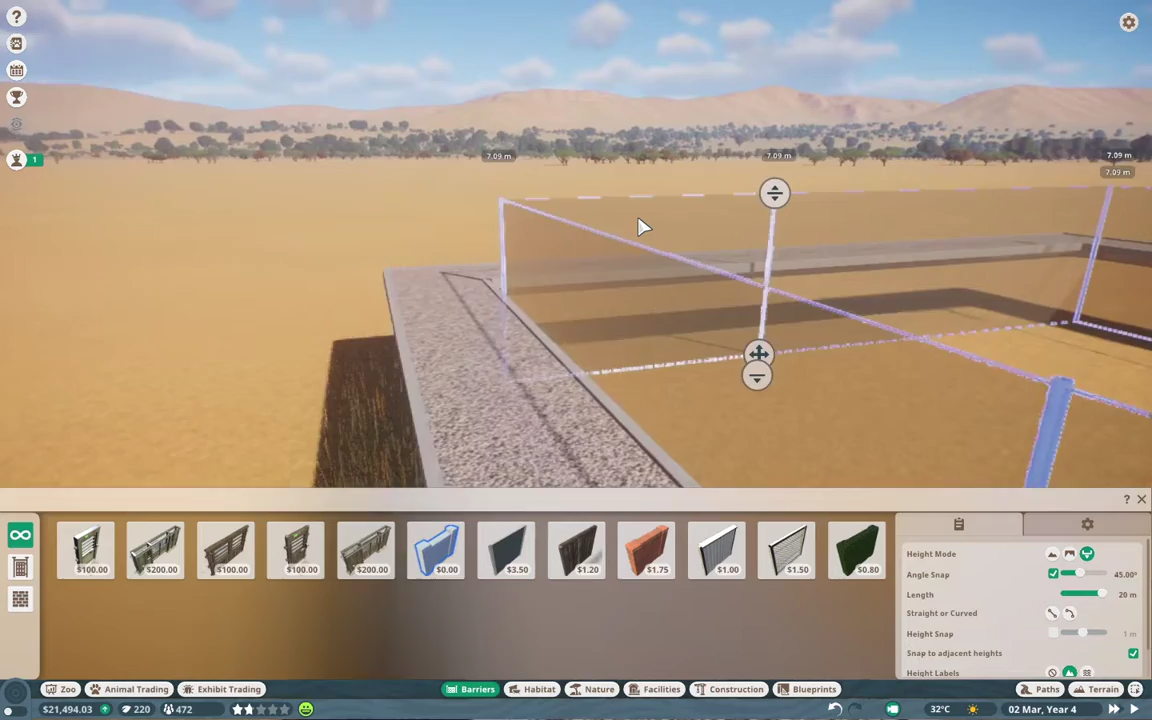 ?
1
7.09 m
7.09 m
7.09 m
7.09 m
?
$100.00
$200.00
$100.00
$100.00
$200.00
$0.00
$3.50
$1.20
$1.75
$1.00
$1.50
$0.80
Height Mode
Angle Snap
45.00°
Length
20 m
Straight or Curved
Height Snap
1 m
Snap to adjacent heights
Height Labels
Zoo
Animal Trading
Exhibit Trading
Barriers
Habitat
Nature
Facilities
Construction
Blueprints
Paths
Terrain
$21,494.03
220
472
32°C
02 Mar, Year 4